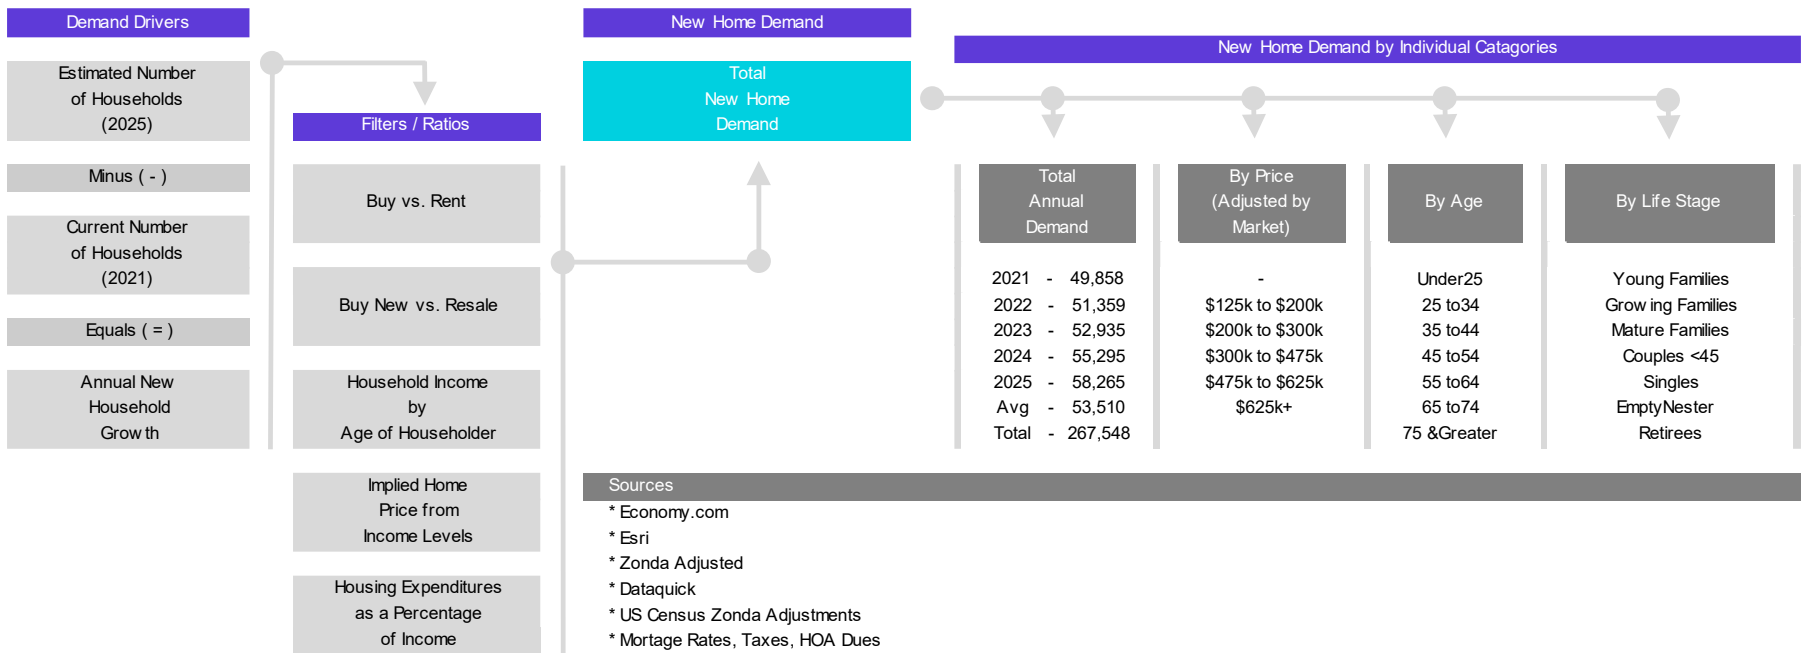 Demand Drivers
Estimated Number
of Households
(2025)
Minus ( - )
Current Number
of Households
(2021)
Equals ( = )
Annual New
Household
Growth
Filters / Ratios
Buy vs. Rent
Buy New vs. Resale
Household Income
by
Age of Householder
Implied Home
Price from
Income Levels
Housing Expenditures
as a Percentage
of Income
New Home Demand
Total
New Home
Demand
New Home Demand by Individual Catagories
Total
Annual
Demand
2021 - 49,858
2022 - 51,359
2023 - 52,935
2024 - 55,295
2025 - 58,265
Avg - 53,510
Total - 267,548
By Price
(Adjusted by
Market)
-
$125k to $200k
$200k to $300k
$300k to $475k
$475k to $625k
$625k+
By Age
Under25
25 to34
35 to44
45 to54
55 to64
65 to74
75 &Greater
By Life Stage
Young Families
Growing Families
Mature Families
Couples <45
Singles
EmptyNester
Retirees
Sources
* Economy.com
* Esri
* Zonda Adjusted
* Dataquick
* US Census Zonda Adjustments
* Mortage Rates, Taxes, HOA Dues